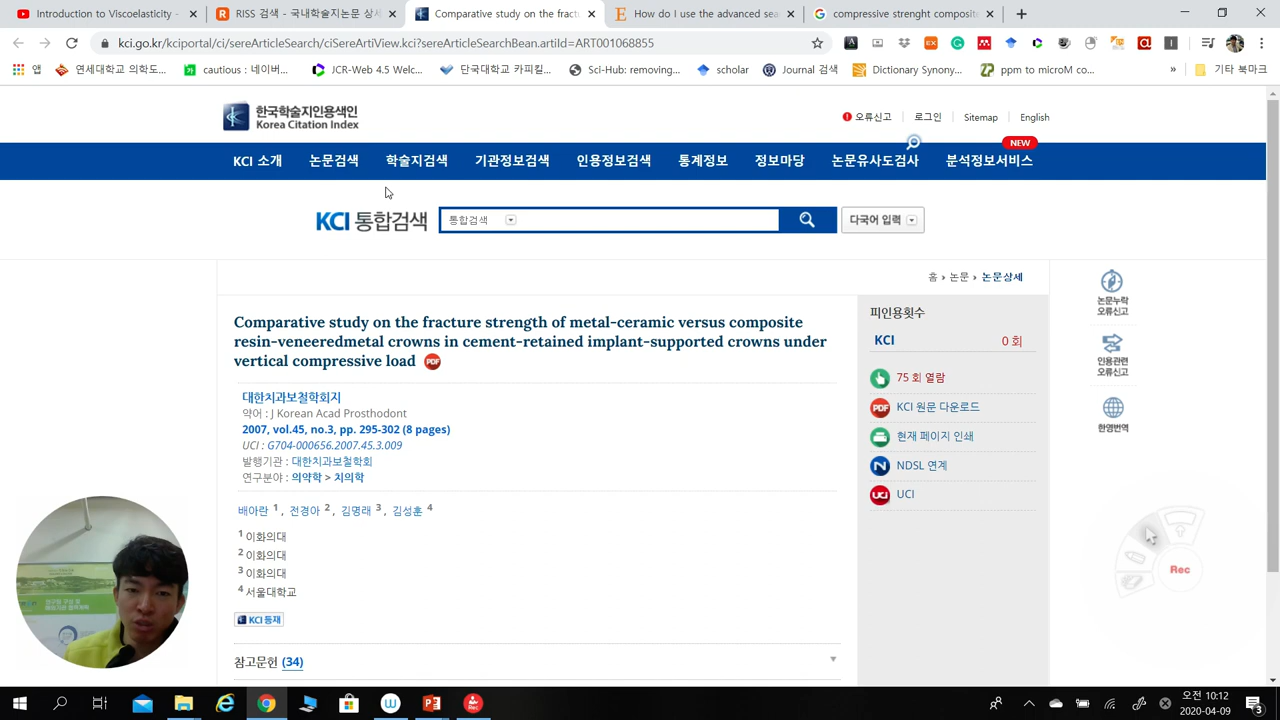 Introduction to Viscoelasticity -
RISS 검색 - 국내학술지논문 상세
Comparative study on the fractu
How do I use the advanced sea
compressive strenght composite
kci.go.kr/kciportal/ci/sereArticleSearch/ciSereArtiView.kci?sereArticleSearchBean.artiId=ART001068855
앱
연세대학교 의학도...
cautious : 네이버...
JCR-Web 4.5 Welc...
단국대학교 카피킬...
Sci-Hub: removing...
scholar
Journal 검색
Dictionary Synony...
ppm to microM co...
»
기타 북마크
한국학술지인용색인
Korea Citation Index
오류신고
로그인
Sitemap
English
NEW
KCI 소개
논문검색
학술지검색
기관정보검색
인용정보검색
통계정보
정보마당
논문유사도검사
분석정보서비스
KCI 통합검색
통합검색
다국어 입력
홈 › 논문 › 논문상세
Comparative study on the fracture strength of metal-ceramic versus composite
resin-veneeredmetal crowns in cement-retained implant-supported crowns under
vertical compressive load PDF
대한치과보철학회지
약어 : J Korean Acad Prosthodont
2007, vol.45, no.3, pp. 295-302 (8 pages)
UCI : G704-000656.2007.45.3.009
발행기관 : 대한치과보철학회
연구분야 : 의약학 > 치의학
배아란 1, 전경아 2, 김명래 3, 김성훈 4
1 이화의대
2 이화의대
3 이화의대
4 서울대학교
KCI 등재
참고문헌 (34)
피인용횟수
KCI 0 회
75 회 열람
PDF KCI 원문 다운로드
현재 페이지 인쇄
N NDSL 연계
UCI UCI
논문누락
오류신고
인용관련
오류신고
한영번역
Rec
오전 10:12
2020-04-09
3